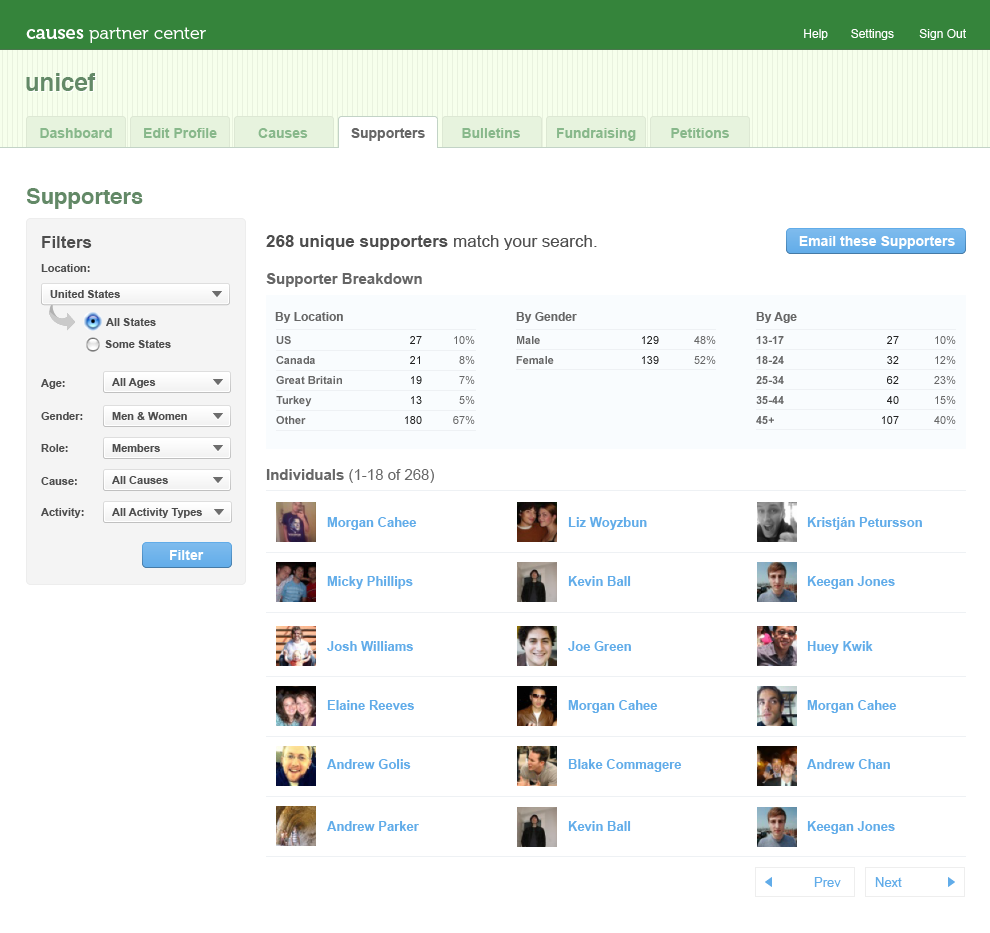 causes partner center
Help Settings Sign Out
unicef
Dashboard Edit Profile Causes Supporters Bulletins Fundraising Petitions
Supporters
Filters
Location:
United States
All States
Some States
Age: All Ages
Gender: Men & Women
Role: Members
Cause: All Causes
Activity: All Activity Types
Filter
268 unique supporters match your search.
Email these Supporters
Supporter Breakdown
By Location
US 27 10%
Canada 21 8%
Great Britain 19 7%
Turkey 13 5%
Other 180 67%
By Gender
Male 129 48%
Female 139 52%
By Age
13-17 27 10%
18-24 32 12%
25-34 62 23%
35-44 40 15%
45+ 107 40%
Individuals (1-18 of 268)
Morgan Cahee Liz Woyzbun Kristján Petursson
Micky Phillips Kevin Ball Keegan Jones
Josh Williams Joe Green Huey Kwik
Elaine Reeves Morgan Cahee Morgan Cahee
Andrew Golis Blake Commagere Andrew Chan
Andrew Parker Kevin Ball Keegan Jones
Prev Next